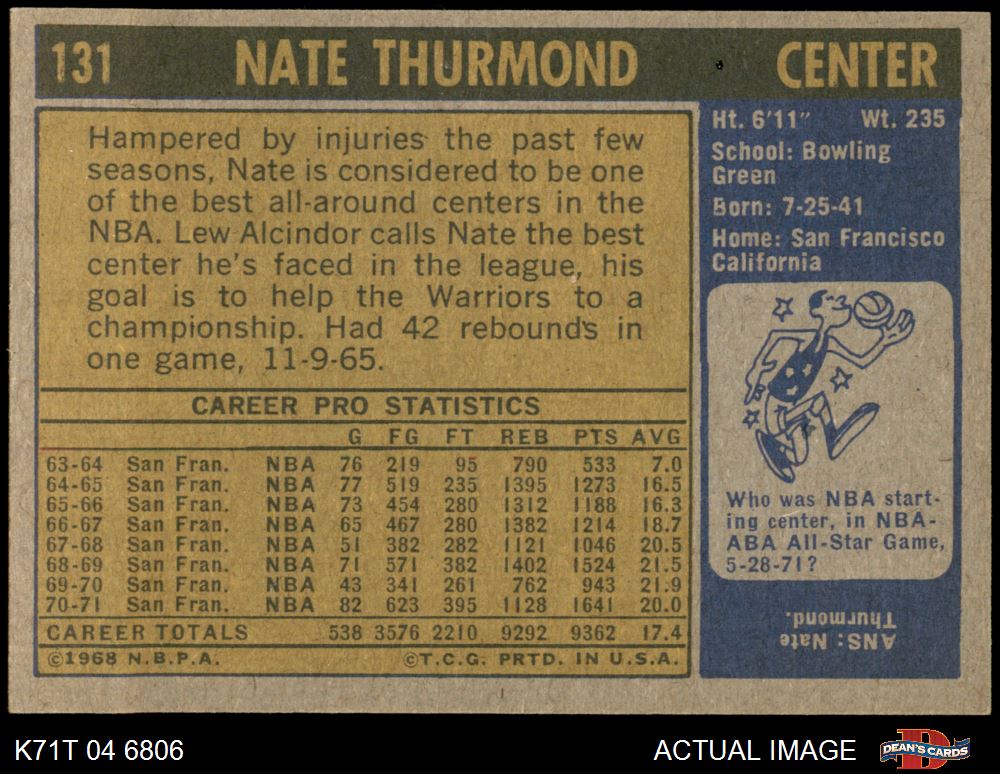 131 NATE THURMOND CENTER
Hampered by injuries the past few
seasons, Nate is considered to be one
of the best all-around centers in the
NBA. Lew Alcindor calls Nate the best
center he's faced in the league, his
goal is to help the Warriors to a
championship. Had 42 rebounds in
one game, 11-9-65.
CAREER PRO STATISTICS
G FG FT REB PTS AVG
63-64 San Fran. NBA 76 219 95 790 533 7.0
64-65 San Fran. NBA 77 519 235 1395 1273 16.5
65-66 San Fran. NBA 73 454 280 1312 1188 16.3
66-67 San Fran. NBA 65 467 280 1382 1214 18.7
67-68 San Fran. NBA 51 382 282 1121 1046 20.5
68-69 San Fran. NBA 71 571 382 1402 1524 21.5
69-70 San Fran. NBA 43 341 261 762 943 21.9
70-71 San Fran. NBA 82 623 395 1128 1641 20.0
CAREER TOTALS 538 3576 2210 9292 9362 17.4
©1968 N.B.P.A. ©T.C.G. PRTD. IN U.S.A.
Ht. 6'11" Wt. 235
School: Bowling
Green
Born: 7-25-41
Home: San Francisco
California
Who was NBA start-
ing center, in NBA-
ABA All-Star Game,
5-28-71?
ANS: Nate
Thurmond.
K71T 04 6806 ACTUAL IMAGE DEAN'S CARDS